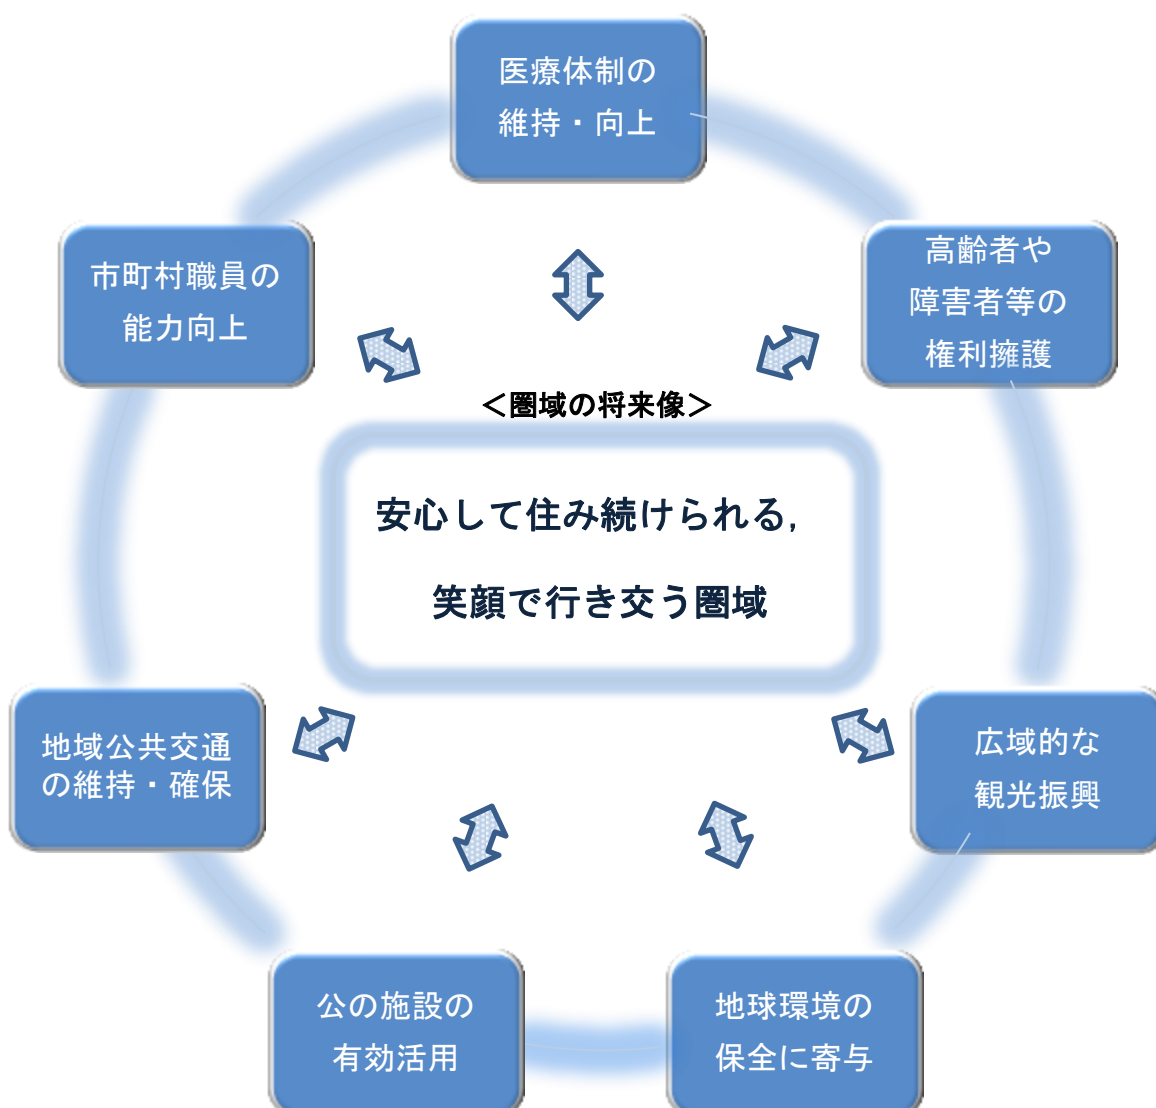 医療体制の
維持・向上
高齢者や
障害者等の
権利擁護
市町村職員の
能力向上
＜圏域の将来像＞
安心して住み続けられる，
笑顔で行き交う圏域
地域公共交通
の維持・確保
広域的な
観光振興
公の施設の
有効活用
地球環境の
保全に寄与